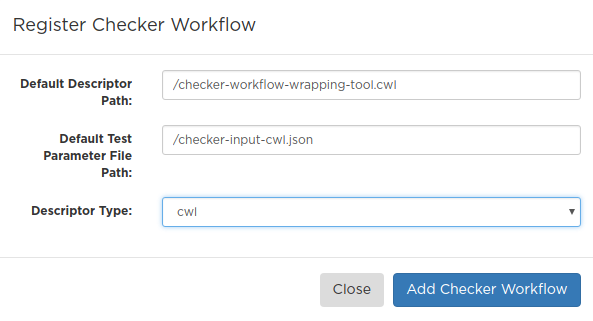 Register Checker Workflow
Default Descriptor
Path:
/checker-workflow-wrapping-tool.cwl
Default Test
Parameter File
Path:
/checker-input-cwl.json
Descriptor Type:
cwl
Close
Add Checker Workflow